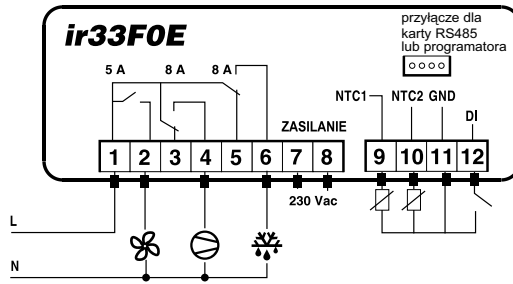 ir33F0E
przyłącze dla
karty RS485
lub programatora
5 A 8 A 8 A
NTC1 NTC2 GND
DI
ZASILANIE
1 2 3 4 5 6 7 8 9 10 11 12
230 Vac
L
N